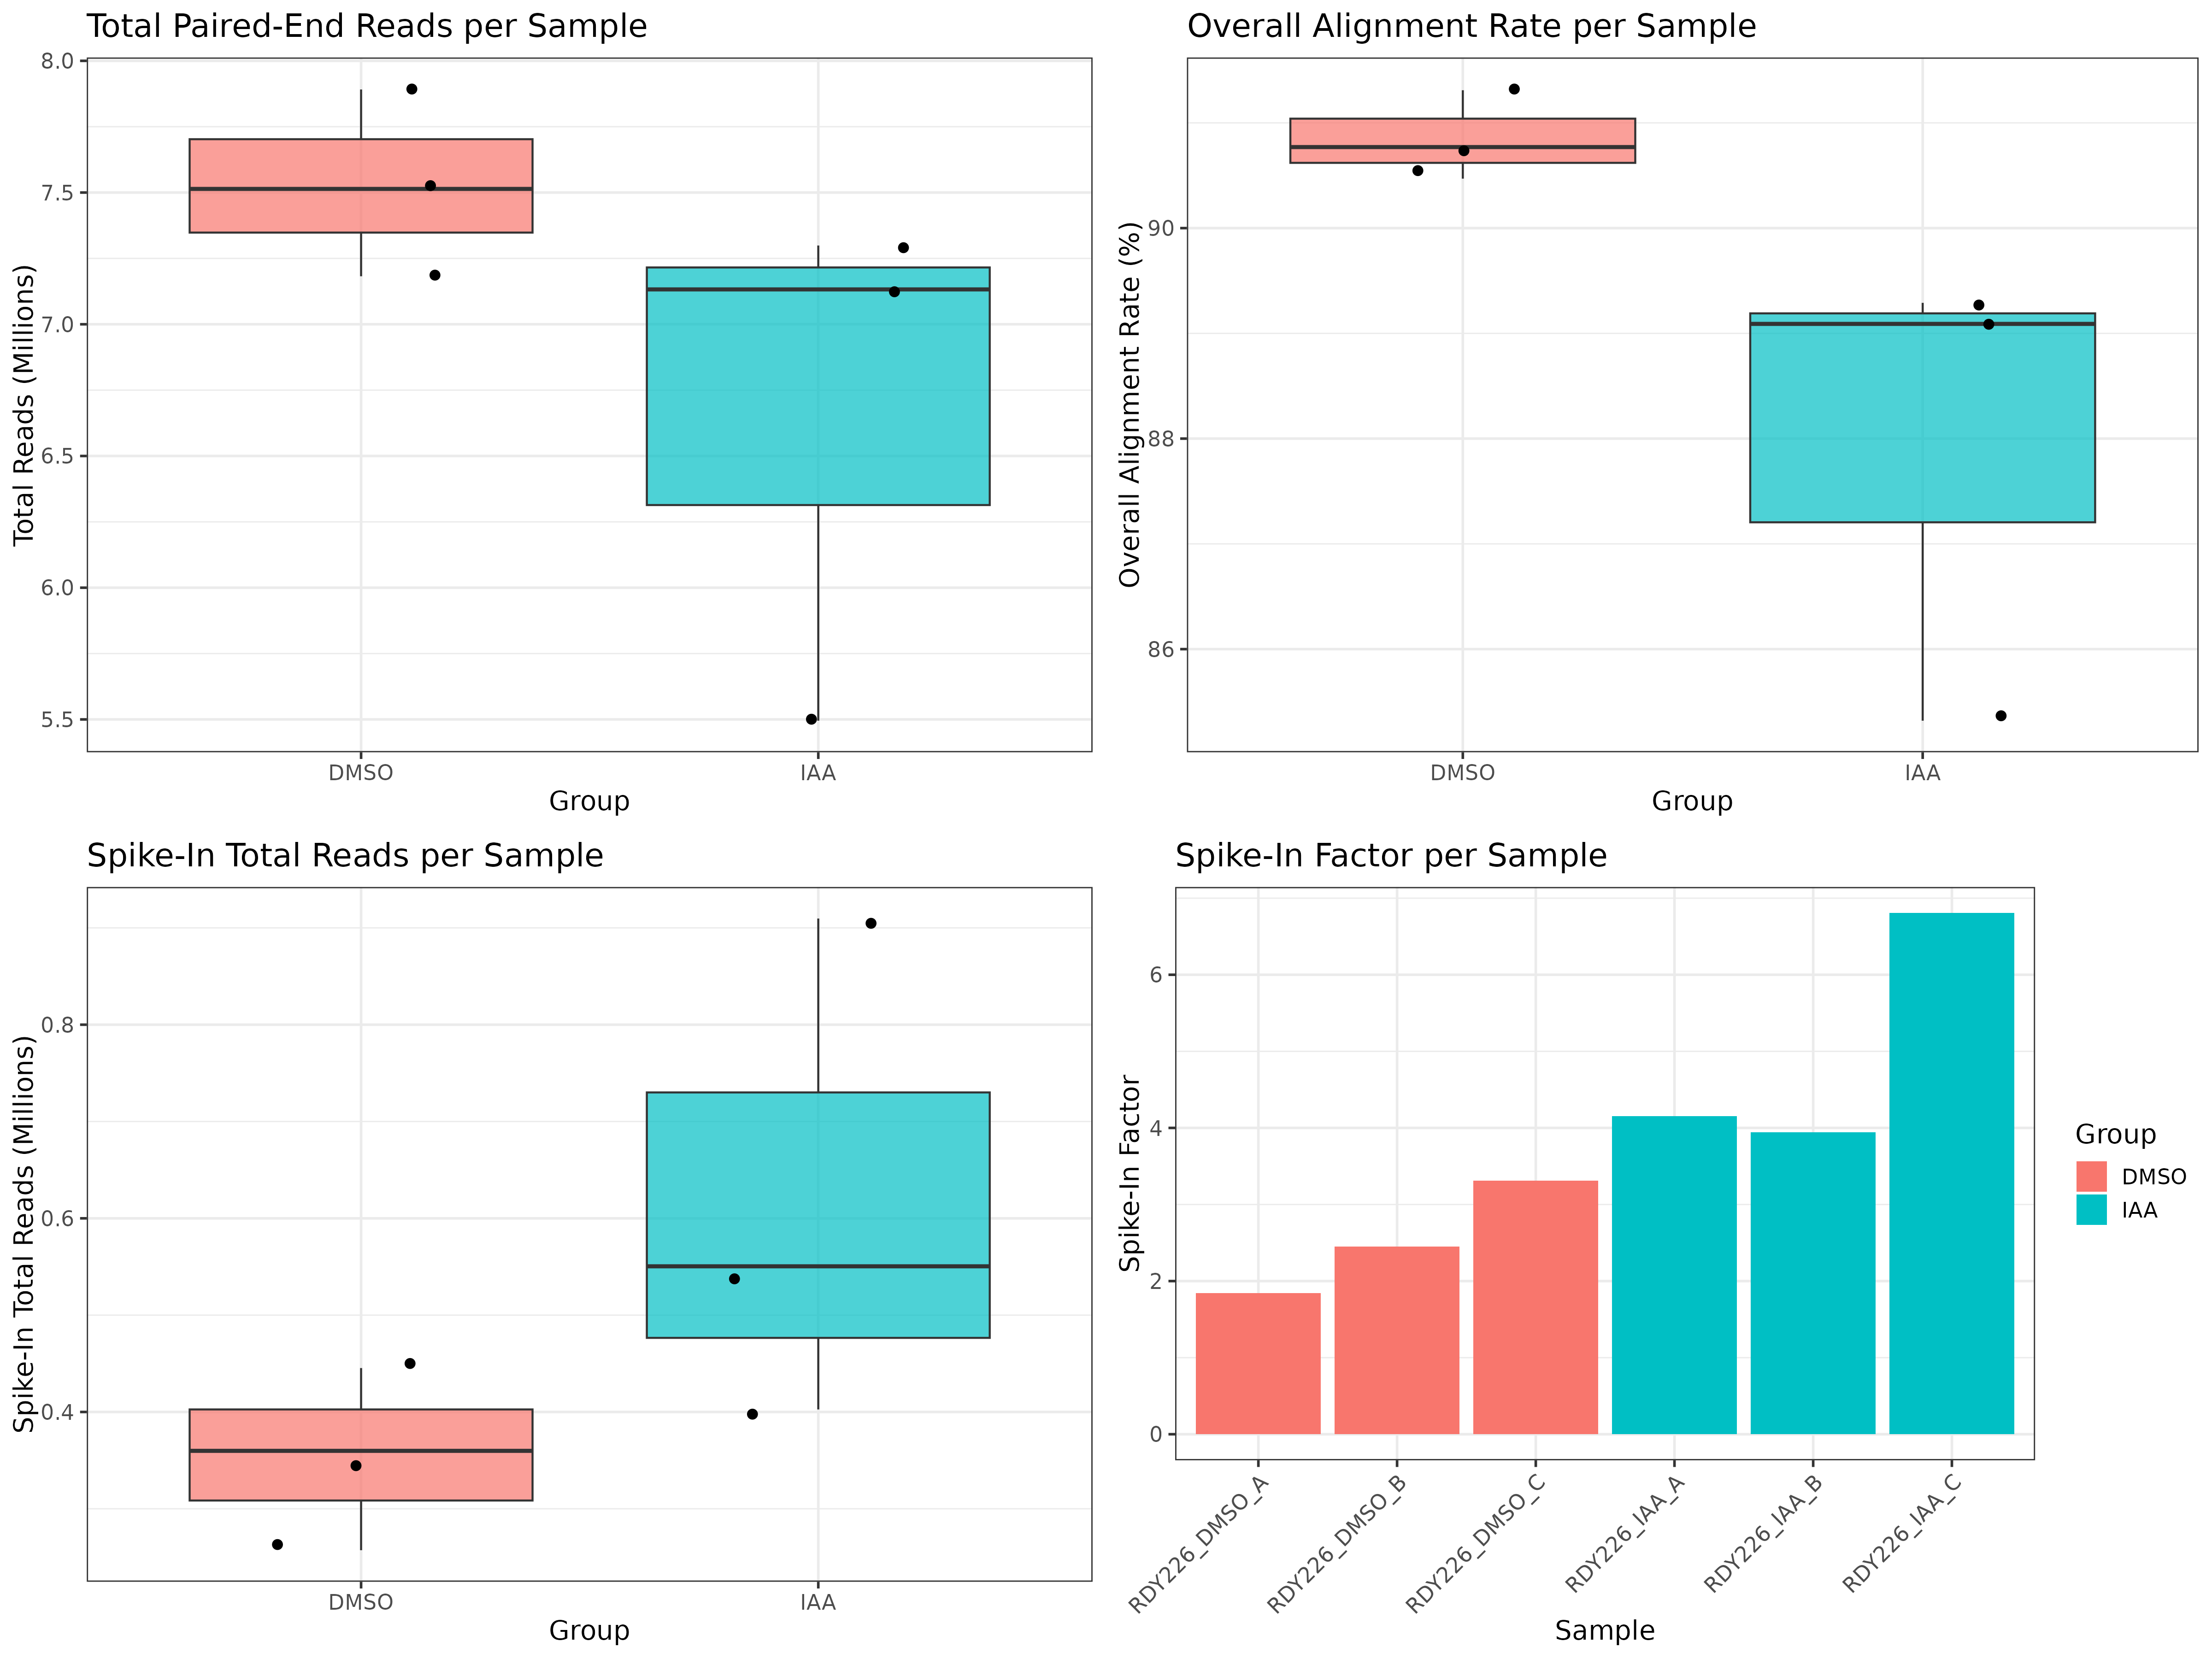 Total Paired-End Reads per Sample
Total Reads (Millions)
8.0
7.5
7.0
6.5
6.0
5.5
DMSO
IAA
Group
Overall Alignment Rate per Sample
Overall Alignment Rate (%)
90
88
86
DMSO
IAA
Group
Spike-In Total Reads per Sample
Spike-In Total Reads (Millions)
0.8
0.6
0.4
DMSO
IAA
Group
Spike-In Factor per Sample
Spike-In Factor
6
4
2
0
RDY226_DMSO_A
RDY226_DMSO_B
RDY226_DMSO_C
RDY226_IAA_A
RDY226_IAA_B
RDY226_IAA_C
Sample
Group
DMSO
IAA